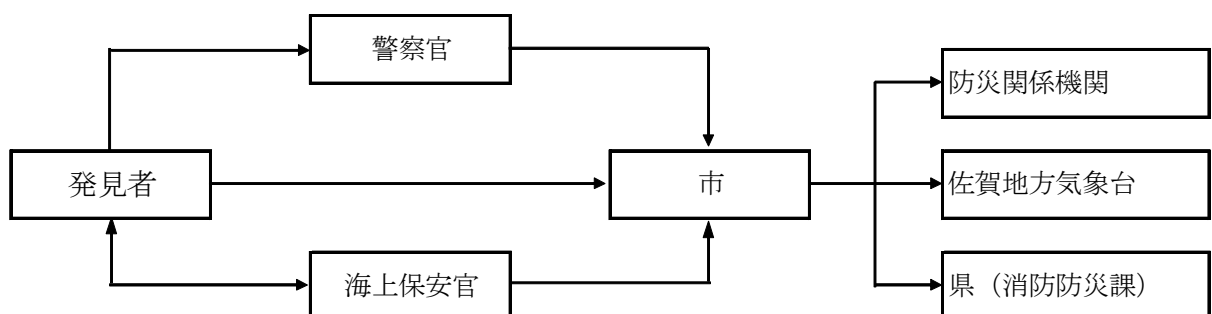 警察官
防災関係機関
発見者
市
佐賀地方気象台
海上保安官
県（消防防災課）